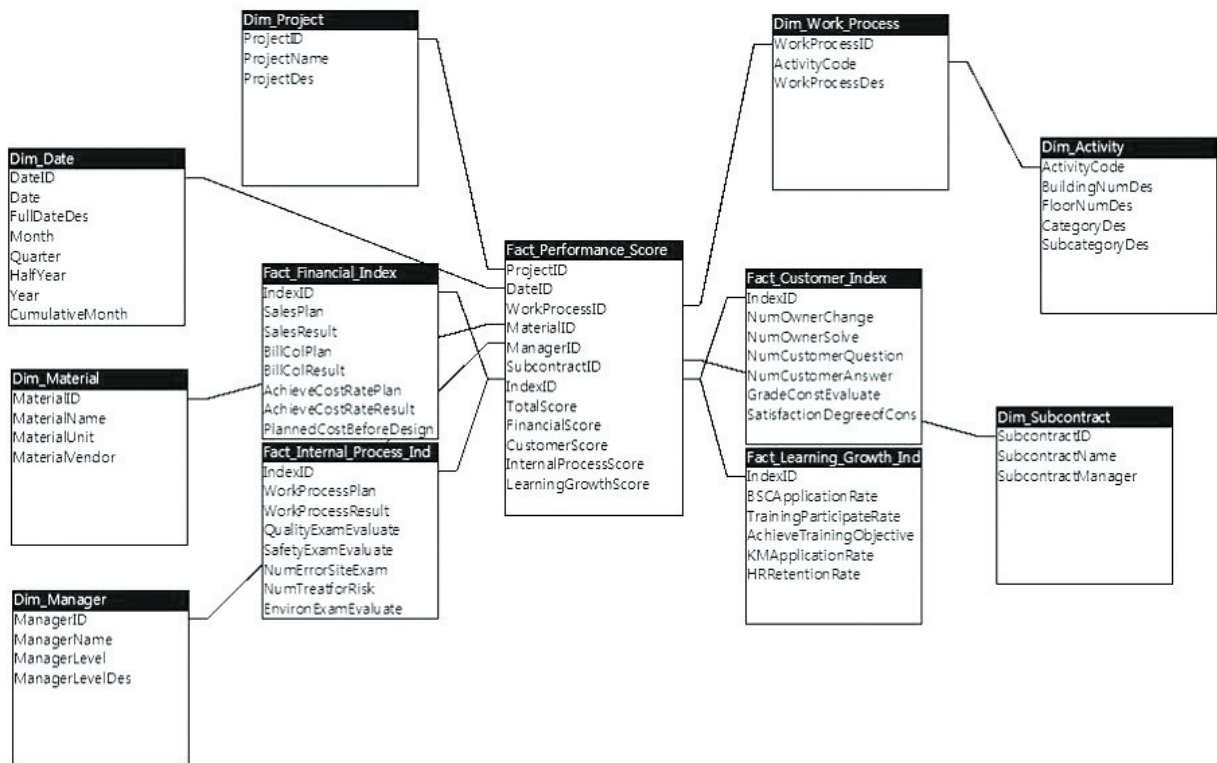 Dim_Project
ProjectID
ProjectName
ProjectDes
Dim_Work_Process
WorkProcessID
ActivityCode
WorkProcessDes
Dim_Date
DateID
Date
FullDateDes
Month
Quarter
HalfYear
Year
CumulativeMonth
Dim_Activity
ActivityCode
BuildingNumDes
FloorNumDes
CategoryDes
SubcategoryDes
Fact_Performance_Score
ProjectID
DateID
WorkProcessID
MaterialID
ManagerID
SubcontractID
IndexID
TotalScore
FinancialScore
CustomerScore
InternalProcessScore
LearningGrowthScore
Fact_Financial_Index
IndexID
SalesPlan
SalesResult
BillColPlan
BillColResult
AchieveCostRatePlan
AchieveCostRateResult
PlannedCostBeforeDesign
Fact_Customer_Index
IndexID
NumOwnerChange
NumOwnerSolve
NumCustomerQuestion
NumCustomerAnswer
GradeConstEvaluate
SatisfactionDegreeofCons
Dim_Material
MaterialID
MaterialName
MaterialUnit
MaterialVendor
Dim_Subcontract
SubcontractID
SubcontractName
SubcontractManager
Fact_Internal_Process_Ind
IndexID
WorkProcessPlan
WorkProcessResult
QualityExamEvaluate
SafetyExamEvaluate
NumErrorSiteExam
NumTreatforRisk
EnvironExamEvaluate
Fact_Learning_Growth_Ind
IndexID
BSCApplicationRate
TrainingParticipateRate
AchieveTrainingObjective
KMApplicationRate
HRRetentionRate
Dim_Manager
ManagerID
ManagerName
ManagerLevel
ManagerLevelDes